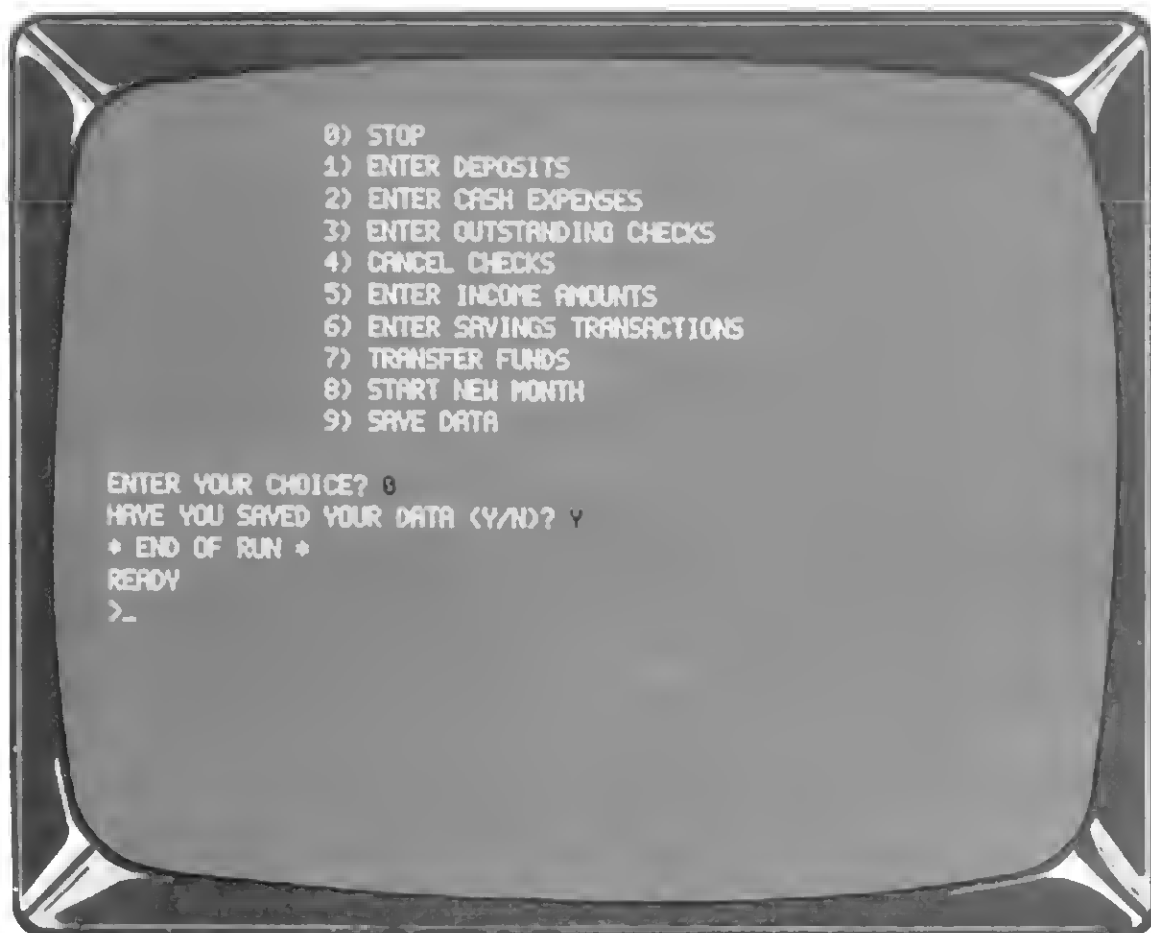 0) STOP
1) ENTER DEPOSITS
2) ENTER CASH EXPENSES
3) ENTER OUTSTANDING CHECKS
4) CANCEL CHECKS
5) ENTER INCOME AMOUNTS
6) ENTER SAVINGS TRANSACTIONS
7) TRANSFER FUNDS
8) START NEW MONTH
9) SAVE DATA
ENTER YOUR CHOICE? 0
HAVE YOU SAVED YOUR DATA (Y/N)? Y
* END OF RUN *
READY
>_